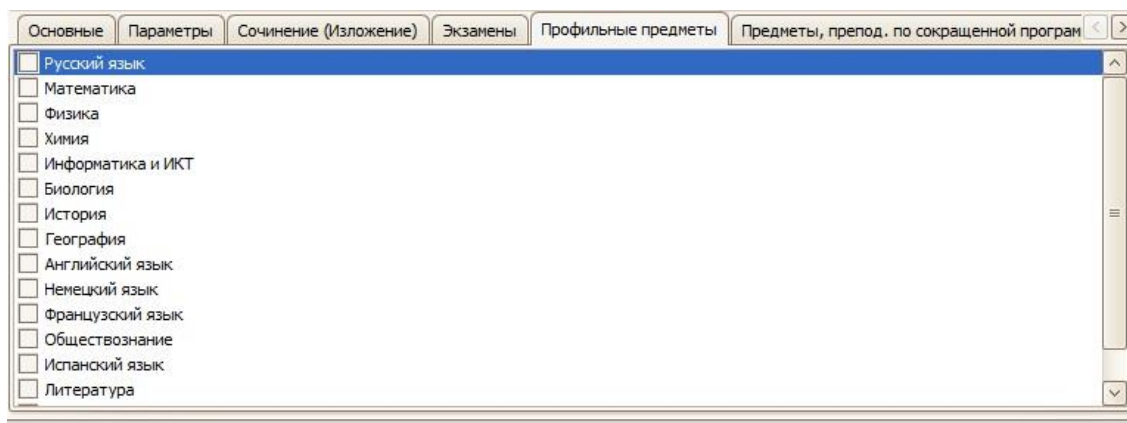 Основные Параметры Сочинение (Изложение) Экзамены Профильные предметы Предметы, препод. по сокращенной програм
Русский язык
Математика
Физика
Химия
Информатика и ИКТ
Биология
История
География
Английский язык
Немецкий язык
Французский язык
Обществознание
Испанский язык
Литература